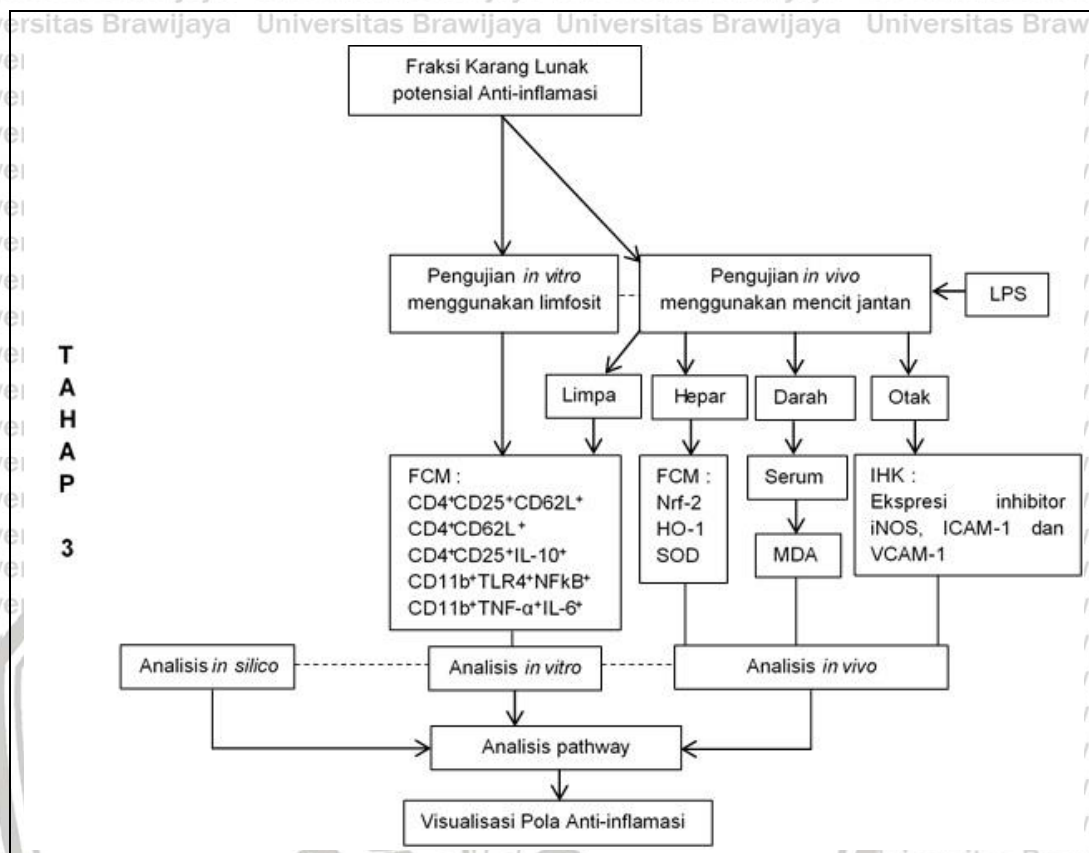 ersitas Brawijaya Universitas Brawijaya Universitas Brawijaya Universitas Braw
Fraksi Karang Lunak
potensial Anti-inflamasi
Pengujian in vitro
menggunakan limfosit
Pengujian in vivo
menggunakan mencit jantan
LPS
TAHAP 3
Limpa
Hepar
Darah
Otak
FCM :
CD4⁺CD25⁺CD62L⁺
CD4⁺CD62L⁺
CD4⁺CD25⁺IL-10⁺
CD11b⁺TLR4⁺NFkB⁺
CD11b⁺TNF-α⁺IL-6⁺
FCM :
Nrf-2
HO-1
SOD
Serum
MDA
IHK :
Ekspresi inhibitor
iNOS, ICAM-1 dan
VCAM-1
Analisis in silico
Analisis in vitro
Analisis in vivo
Analisis pathway
Visualisasi Pola Anti-inflamasi